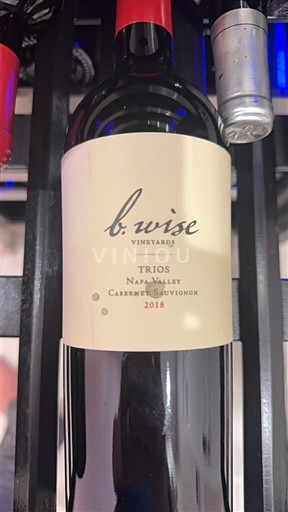 b. wise
VINEYARDS
VINIOU
TRIOS
NAPA VALLEY
CABERNET SAUVIGNON
2018